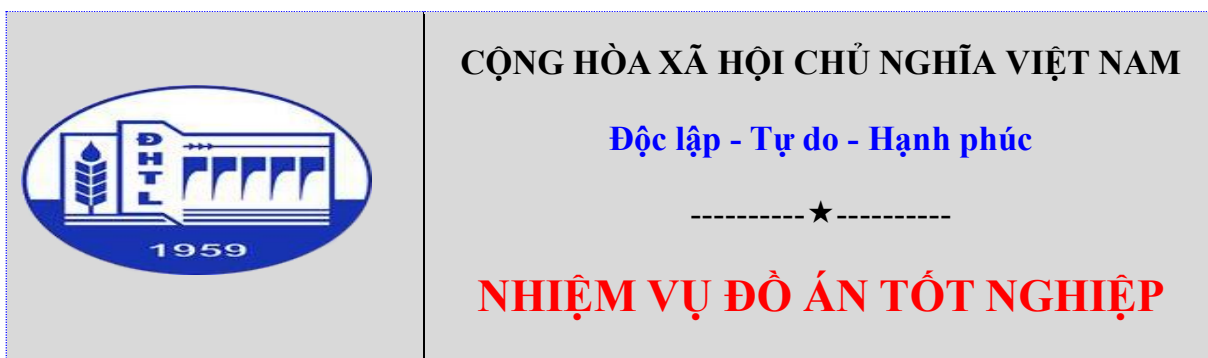 ĐHTL
1959
CỘNG HÒA XÃ HỘI CHỦ NGHĨA VIỆT NAM
Độc lập - Tự do - Hạnh phúc
----------★----------
NHIỆM VỤ ĐỒ ÁN TỐT NGHIỆP